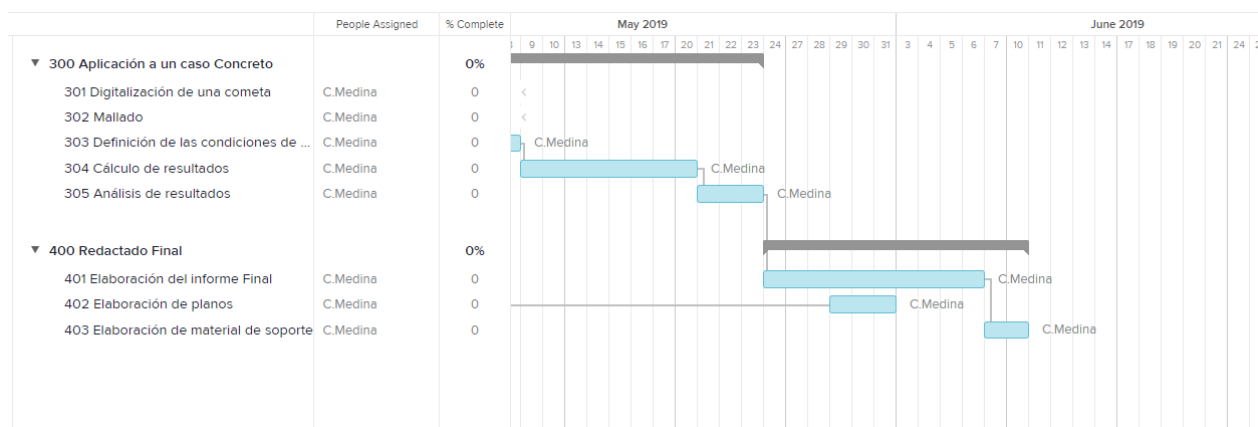 People Assigned % Complete May 2019 June 2019
9 10 13 14 15 16 17 20 21 22 23 24 27 28 29 30 31 3 4 5 6 7 10 11 12 13 14 17 18 19 20 21 24
300 Aplicación a un caso Concreto 0%
301 Digitalización de una cometa C.Medina 0
302 Mallado C.Medina 0
303 Definición de las condiciones de ... C.Medina 0 C.Medina
304 Cálculo de resultados C.Medina 0 C.Medina
305 Análisis de resultados C.Medina 0 C.Medina
400 Redactado Final 0%
401 Elaboración del informe Final C.Medina 0 C.Medina
402 Elaboración de planos C.Medina 0 C.Medina
403 Elaboración de material de soporte C.Medina 0 C.Medina